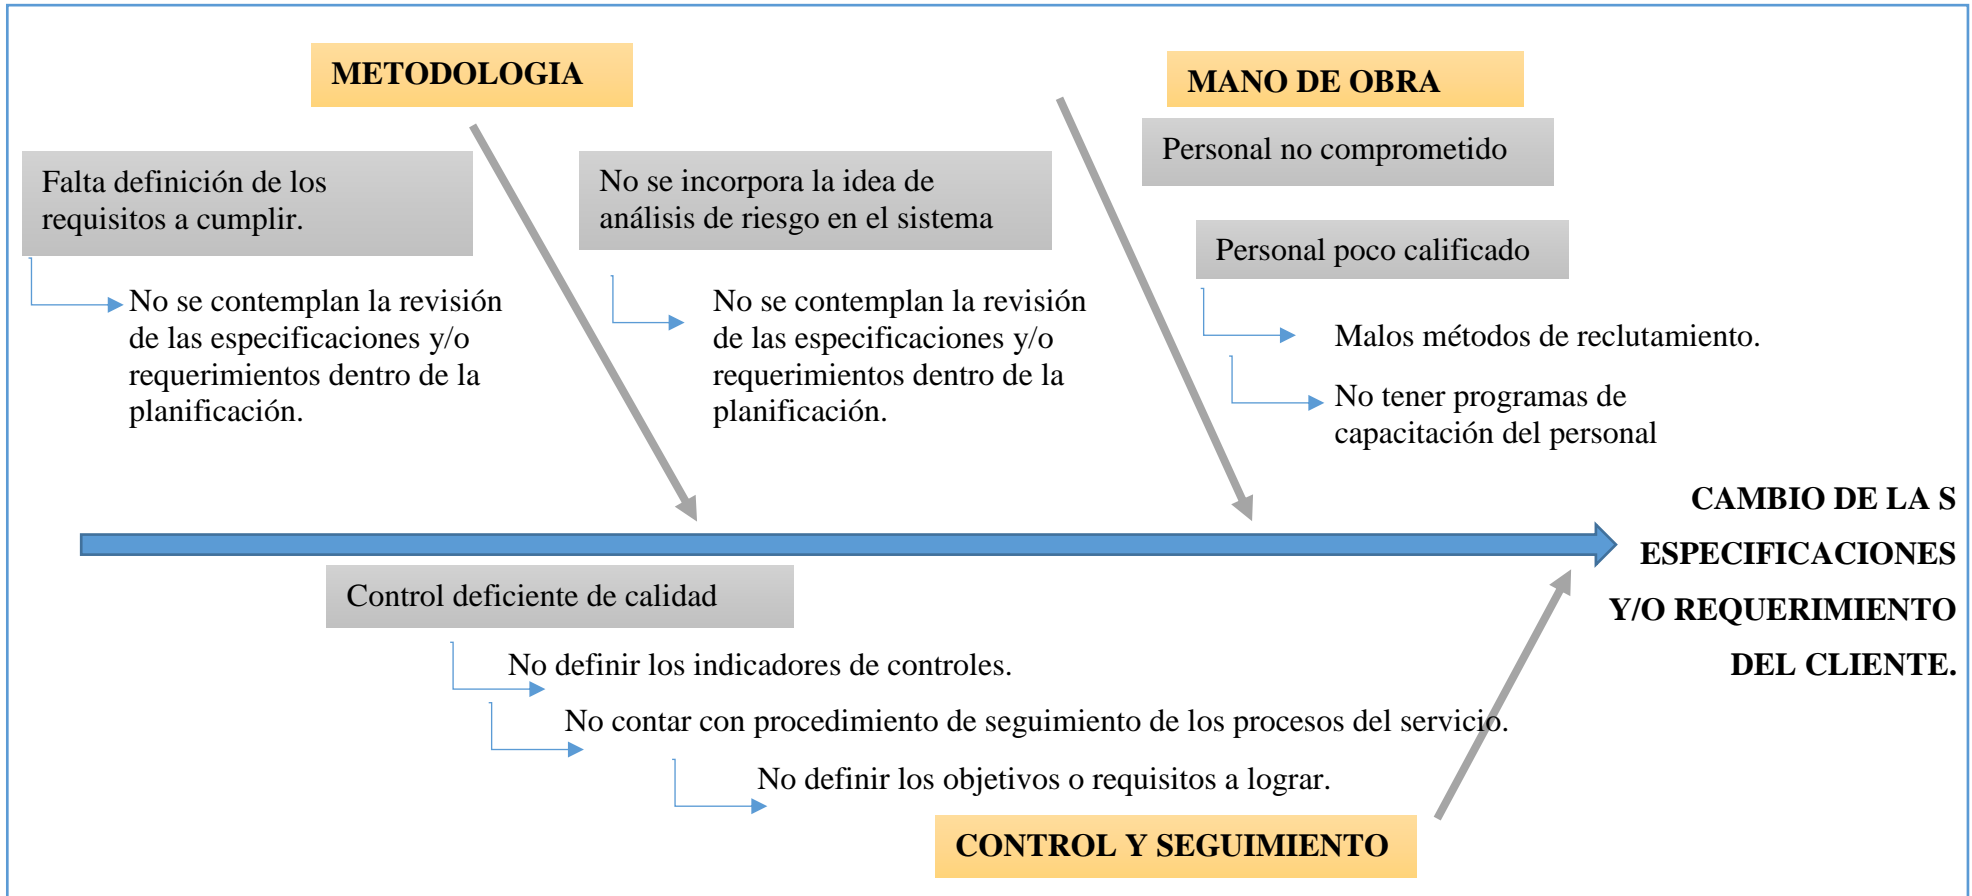 METODOLOGIA
MANO DE OBRA
Falta definición de los
requisitos a cumplir.
No se contemplan la revisión
de las especificaciones y/o
requerimientos dentro de la
planificación.
No se incorpora la idea de
análisis de riesgo en el sistema
No se contemplan la revisión
de las especificaciones y/o
requerimientos dentro de la
planificación.
Personal no comprometido
Personal poco calificado
Malos métodos de reclutamiento.
No tener programas de
capacitación del personal
CAMBIO DE LA S
ESPECIFICACIONES
Y/O REQUERIMIENTO
DEL CLIENTE.
Control deficiente de calidad
No definir los indicadores de controles.
No contar con procedimiento de seguimiento de los procesos del servicio.
No definir los objetivos o requisitos a lograr.
CONTROL Y SEGUIMIENTO